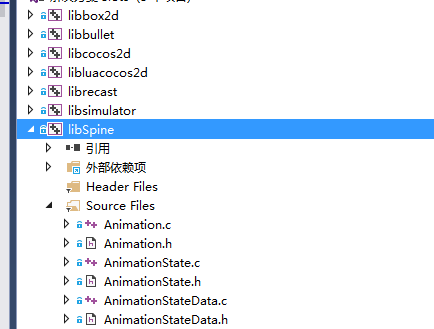 libbox2d
libbullet
libcocos2d
libluacocos2d
librecast
libsimulator
libSpine
引用
外部依赖项
Header Files
Source Files
Animation.c
Animation.h
AnimationState.c
AnimationState.h
AnimationStateData.c
AnimationStateData.h